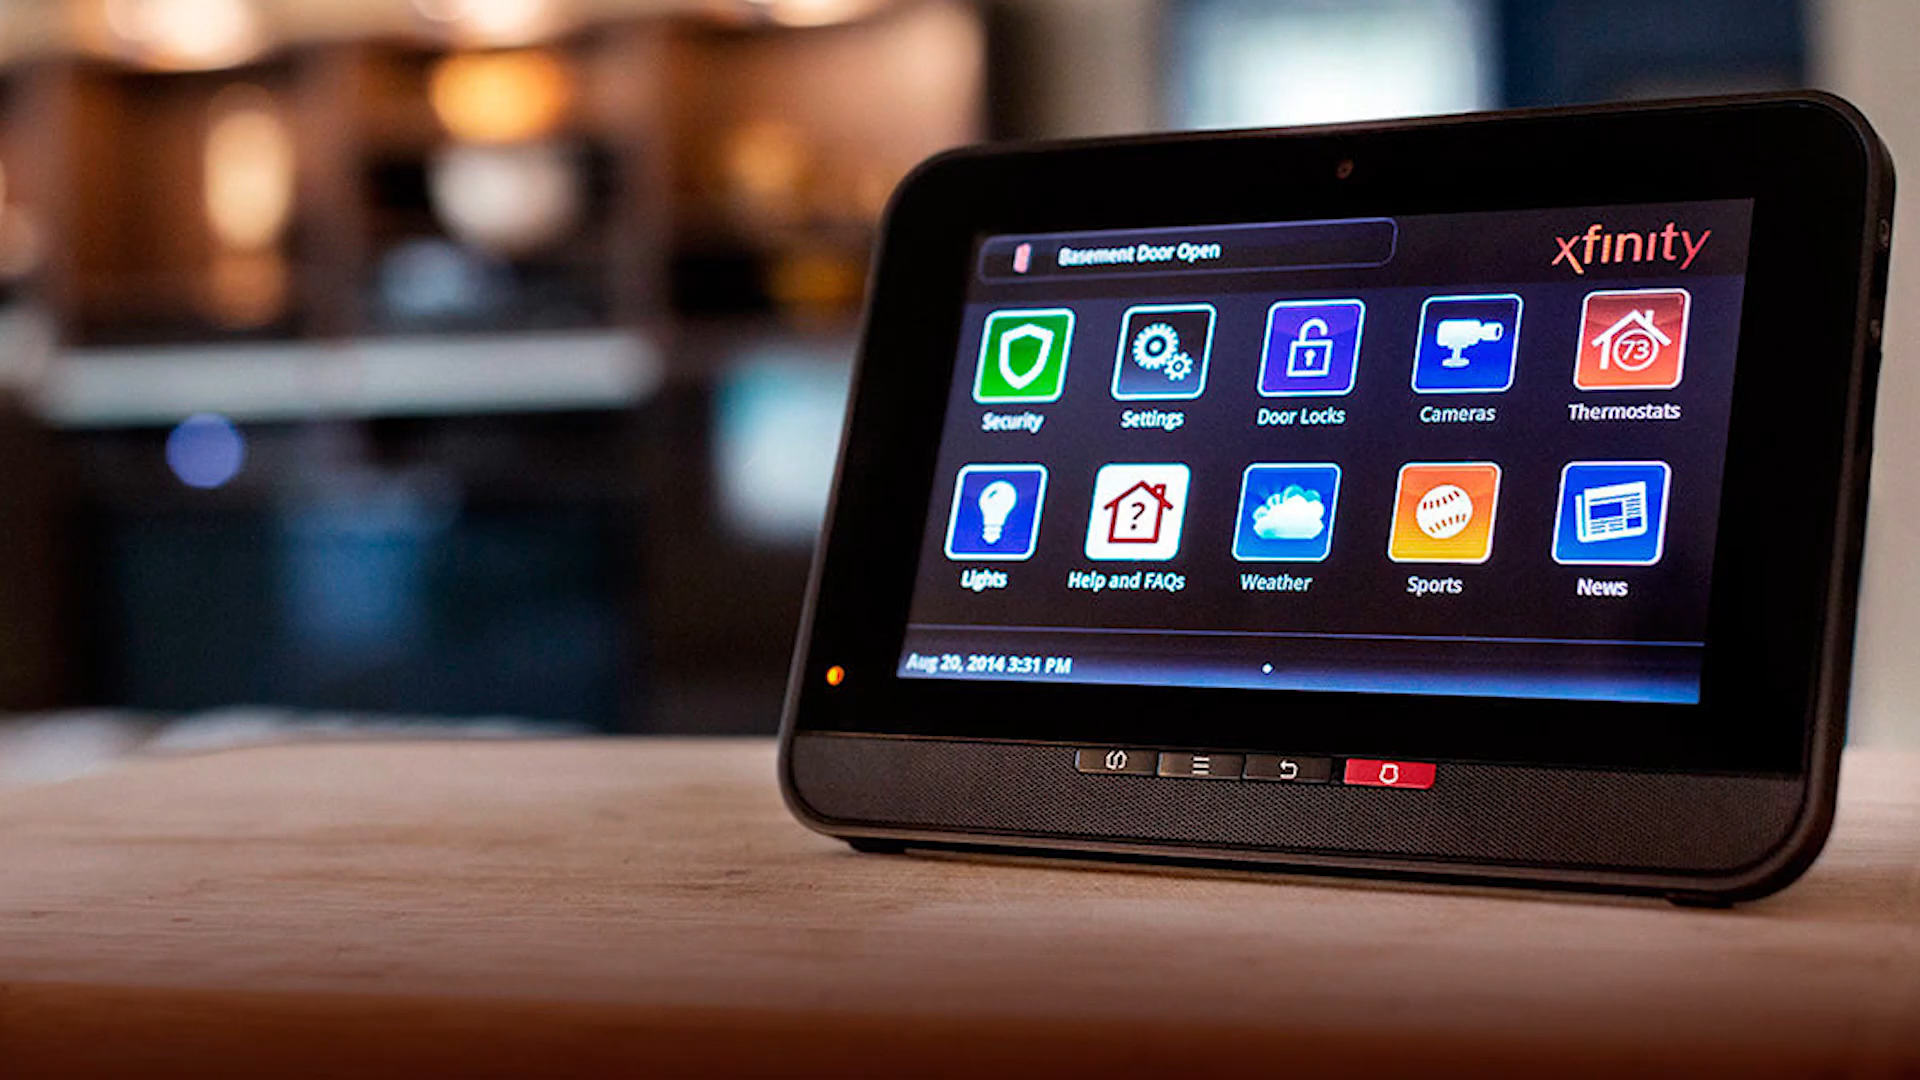 Basement Door Open
xfinity
Security
Settings
Door Locks
Cameras
73
Thermostats
?
Lights
Help and FAQs
Weather
Sports
News
Aug 20, 2014 3:31 PM